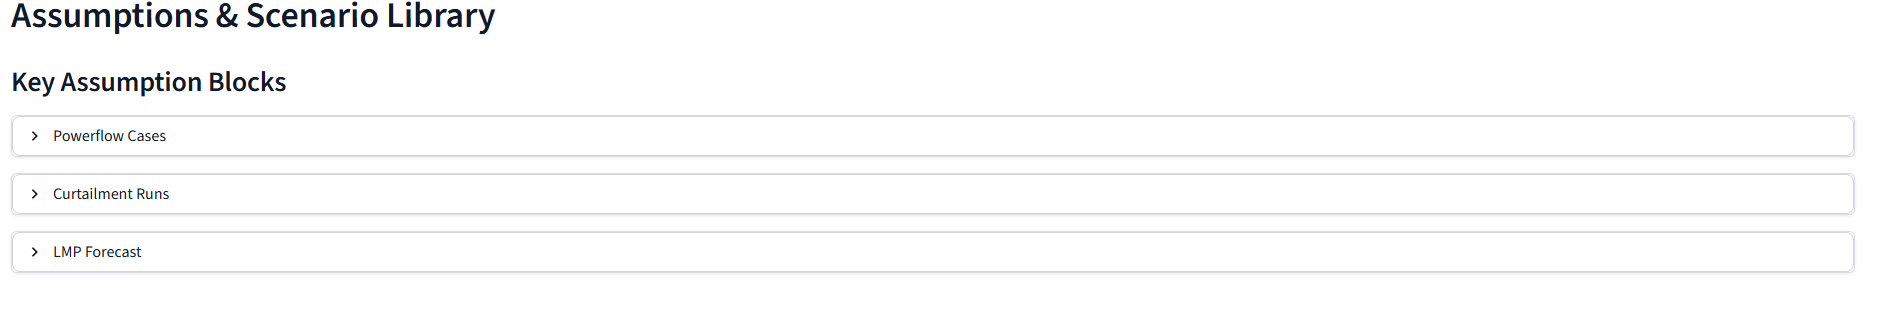 Assumptions & Scenario Library
Key Assumption Blocks
Powerflow Cases
Curtailment Runs
LMP Forecast